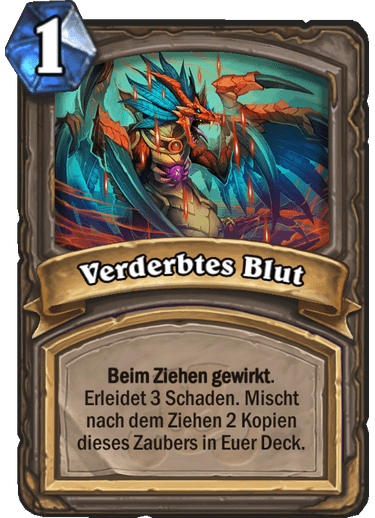 1
Verderbtes Blut
Beim Ziehen gewirkt.
Erleidet 3 Schaden. Mischt
nach dem Ziehen 2 Kopien
dieses Zaubers in Euer Deck.